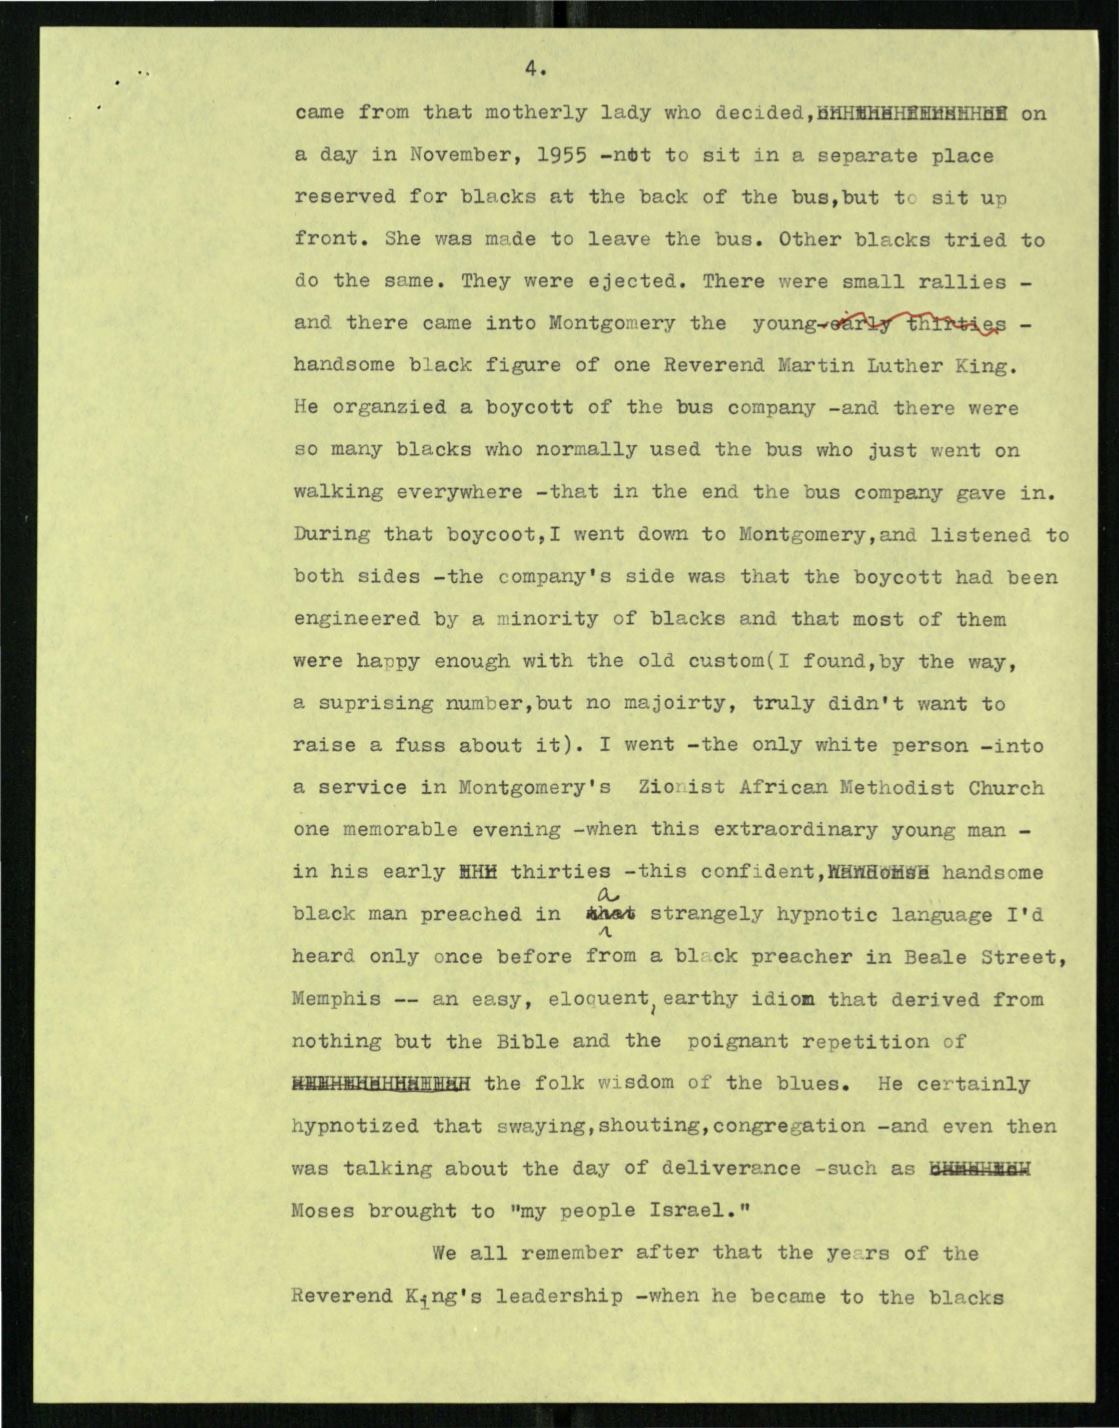 4.
came from that motherly lady who decided, on
a day in November, 1955 -not to sit in a separate place
reserved for blacks at the back of the bus,but to sit up
front. She was made to leave the bus. Other blacks tried to
do the same. They were ejected. There were small rallies -
and there came into Montgomery the  young-early thirties -
handsome black figure of one Reverend Martin Luther King.
He organzied a boycott of the bus company -and there were
so many blacks who normally used the bus who just went on
walking everywhere -that in the end the bus company gave in.
During that boycoot,I went down to Montgomery,and listened to
both sides -the company's side was that the boycott had been
engineered by a minority of blacks and that most of them
were happy enough with the old custom(I found,by the way,
a suprising number,but no majoirty, truly didn't want to
raise a fuss about it). I went -the only white person -into
a service in Montgomery's  Zionist African Methodist Church
one memorable evening -when this extraordinary young man -
in his early thirties -this confident, handsome
black man preached in that a strangely hypnotic language I'd
heard only once before from a black preacher in Beale Street,
Memphis -- an easy, eloquent, earthy idiom that derived from
nothing but the Bible and the  poignant repetition of
the folk wisdom of the blues.  He certainly
hypnotized that swaying,shouting,congregation -and even then
was talking about the day of deliverance -such as
Moses brought to "my people Israel."
We all remember after that the years of the
Reverend King's leadership -when he became to the blacks